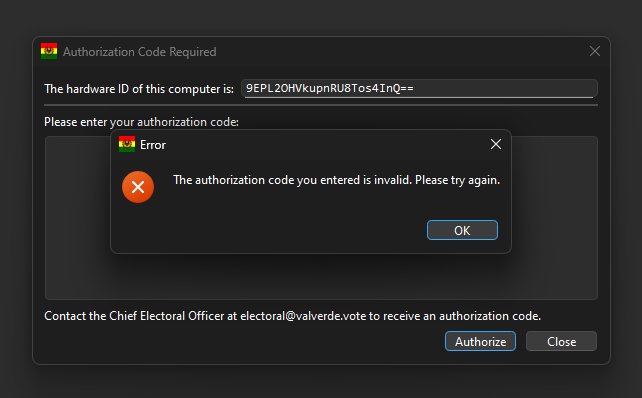 Authorization Code Required
The hardware ID of this computer is: 9EPL2OHVkupnRU8Tos4InQ==
Please enter your authorization code:
Error
The authorization code you entered is invalid. Please try again.
OK
Contact the Chief Electoral Officer at electoral@valverde.vote to receive an authorization code.
Authorize Close